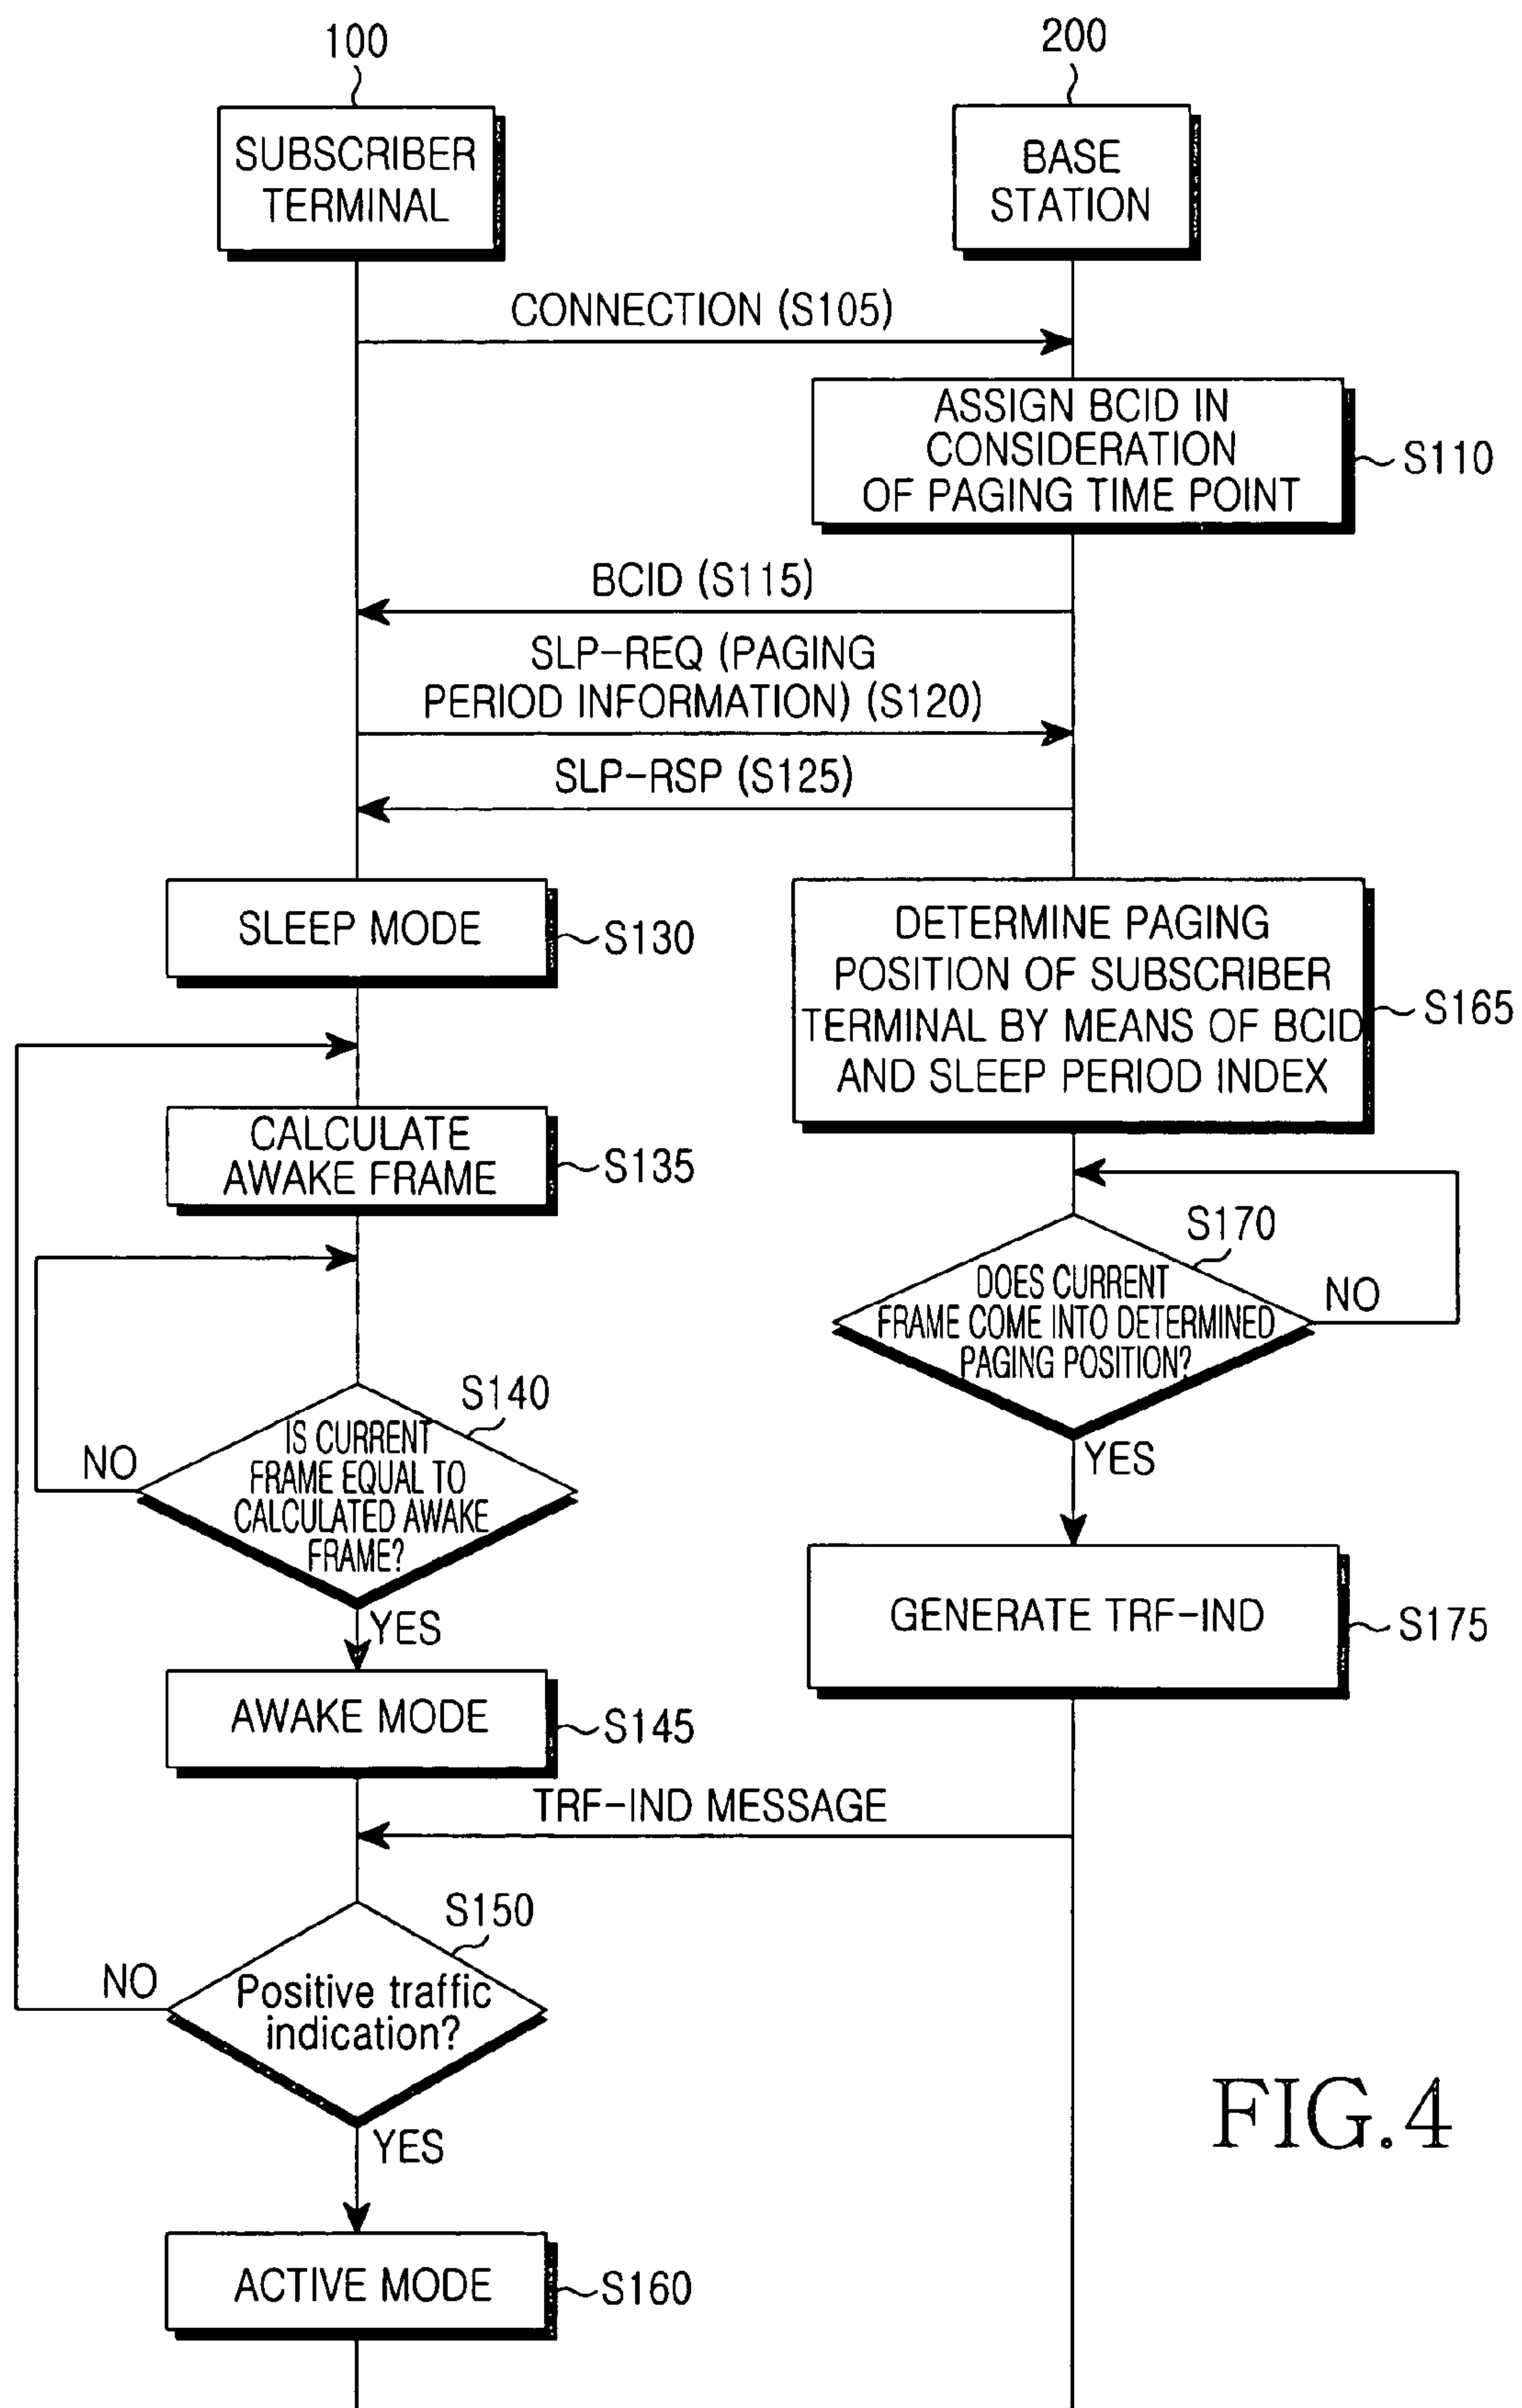 100
200
SUBSCRIBER
TERMINAL
BASE
STATION
CONNECTION (S105)
ASSIGN BCID IN
CONSIDERATION
OF PAGING TIME POINT
S110
BCID (S115)
SLP-REQ (PAGING
PERIOD INFORMATION) (S120)
SLP-RSP (S125)
SLEEP MODE
S130
DETERMINE PAGING
POSITION OF SUBSCRIBER
TERMINAL BY MEANS OF BCID
AND SLEEP PERIOD INDEX
S165
CALCULATE
AWAKE FRAME
S135
S170
DOES CURRENT
FRAME COME INTO DETERMINED
PAGING POSITION?
NO
YES
S140
IS CURRENT
FRAME EQUAL TO
CALCULATED AWAKE
FRAME?
NO
YES
GENERATE TRF-IND
S175
AWAKE MODE
S145
TRF-IND MESSAGE
S150
Positive traffic
indication?
NO
YES
ACTIVE MODE
S160
FIG.4